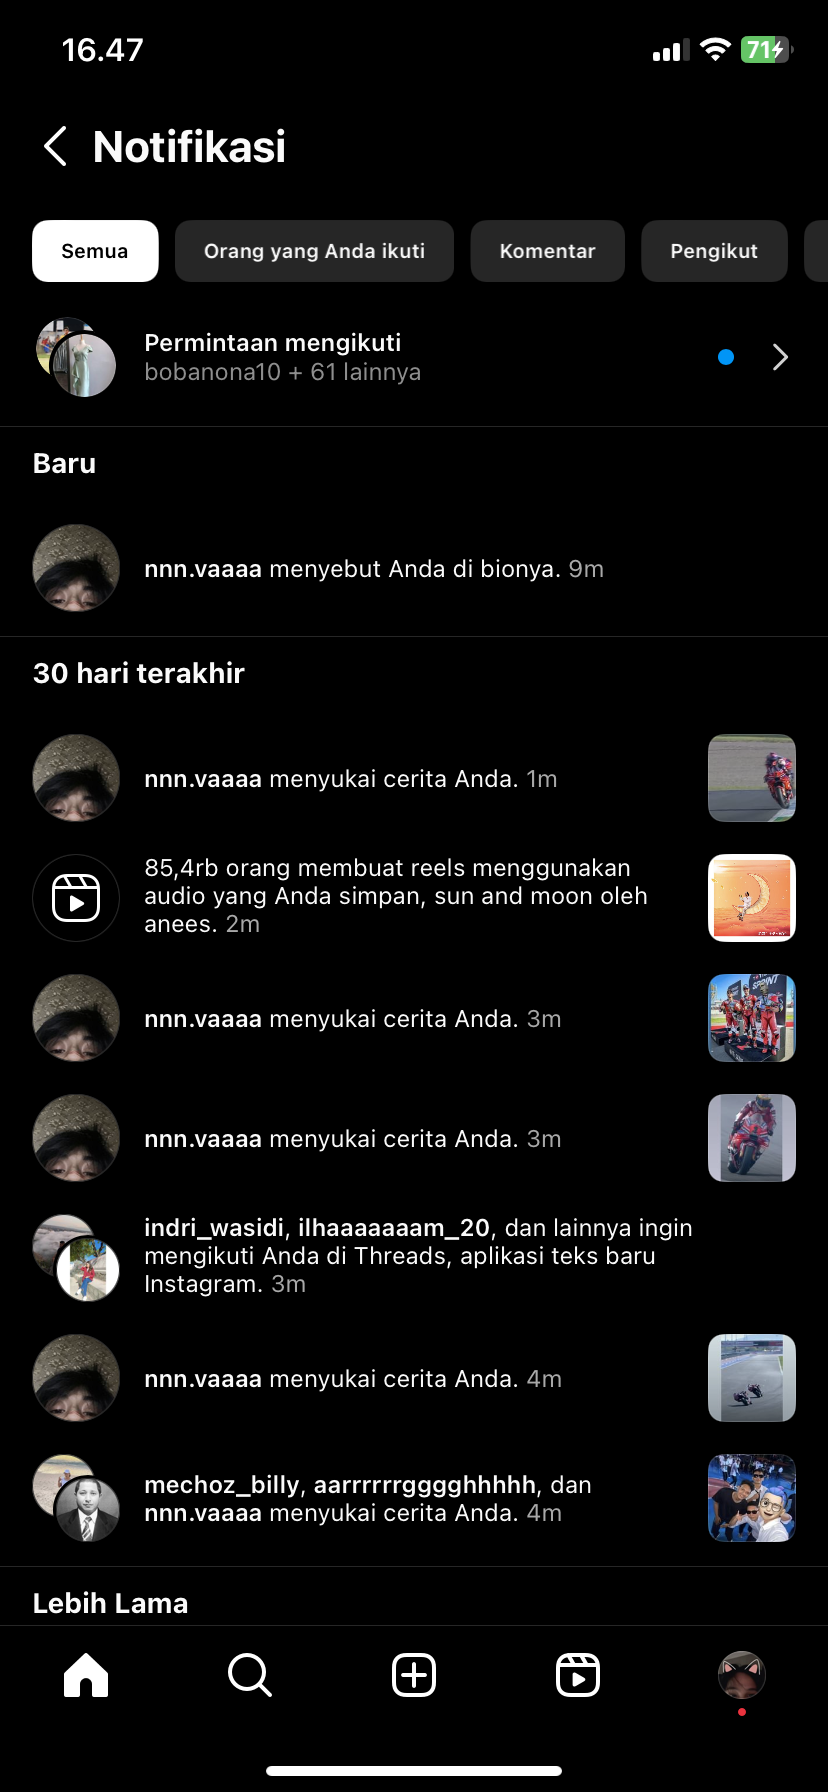 16.47
71
Notifikasi
Semua
Orang yang Anda ikuti
Komentar
Pengikut
Permintaan mengikuti
bobanona10 + 61 lainnya
Baru
nnn.vaaaa menyebut Anda di bionya. 9m
30 hari terakhir
nnn.vaaaa menyukai cerita Anda. 1m
85,4rb orang membuat reels menggunakan
audio yang Anda simpan, sun and moon oleh
anees. 2m
nnn.vaaaa menyukai cerita Anda. 3m
SPRINT
nnn.vaaaa menyukai cerita Anda. 3m
indri_wasidi, ilhaaaaaaam_20, dan lainnya ingin
mengikuti Anda di Threads, aplikasi teks baru
Instagram. 3m
nnn.vaaaa menyukai cerita Anda. 4m
mechoz_billy, aarrrrrrgggghhhhh, dan
nnn.vaaaa menyukai cerita Anda. 4m
Lebih Lama